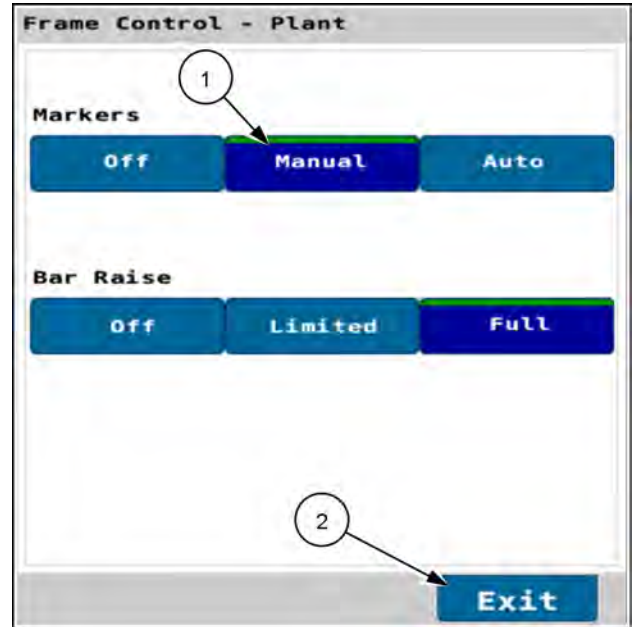 Frame Control - Plant
1
Markers
Off Manual Auto
Bar Raise
Off Limited Full
2
Exit